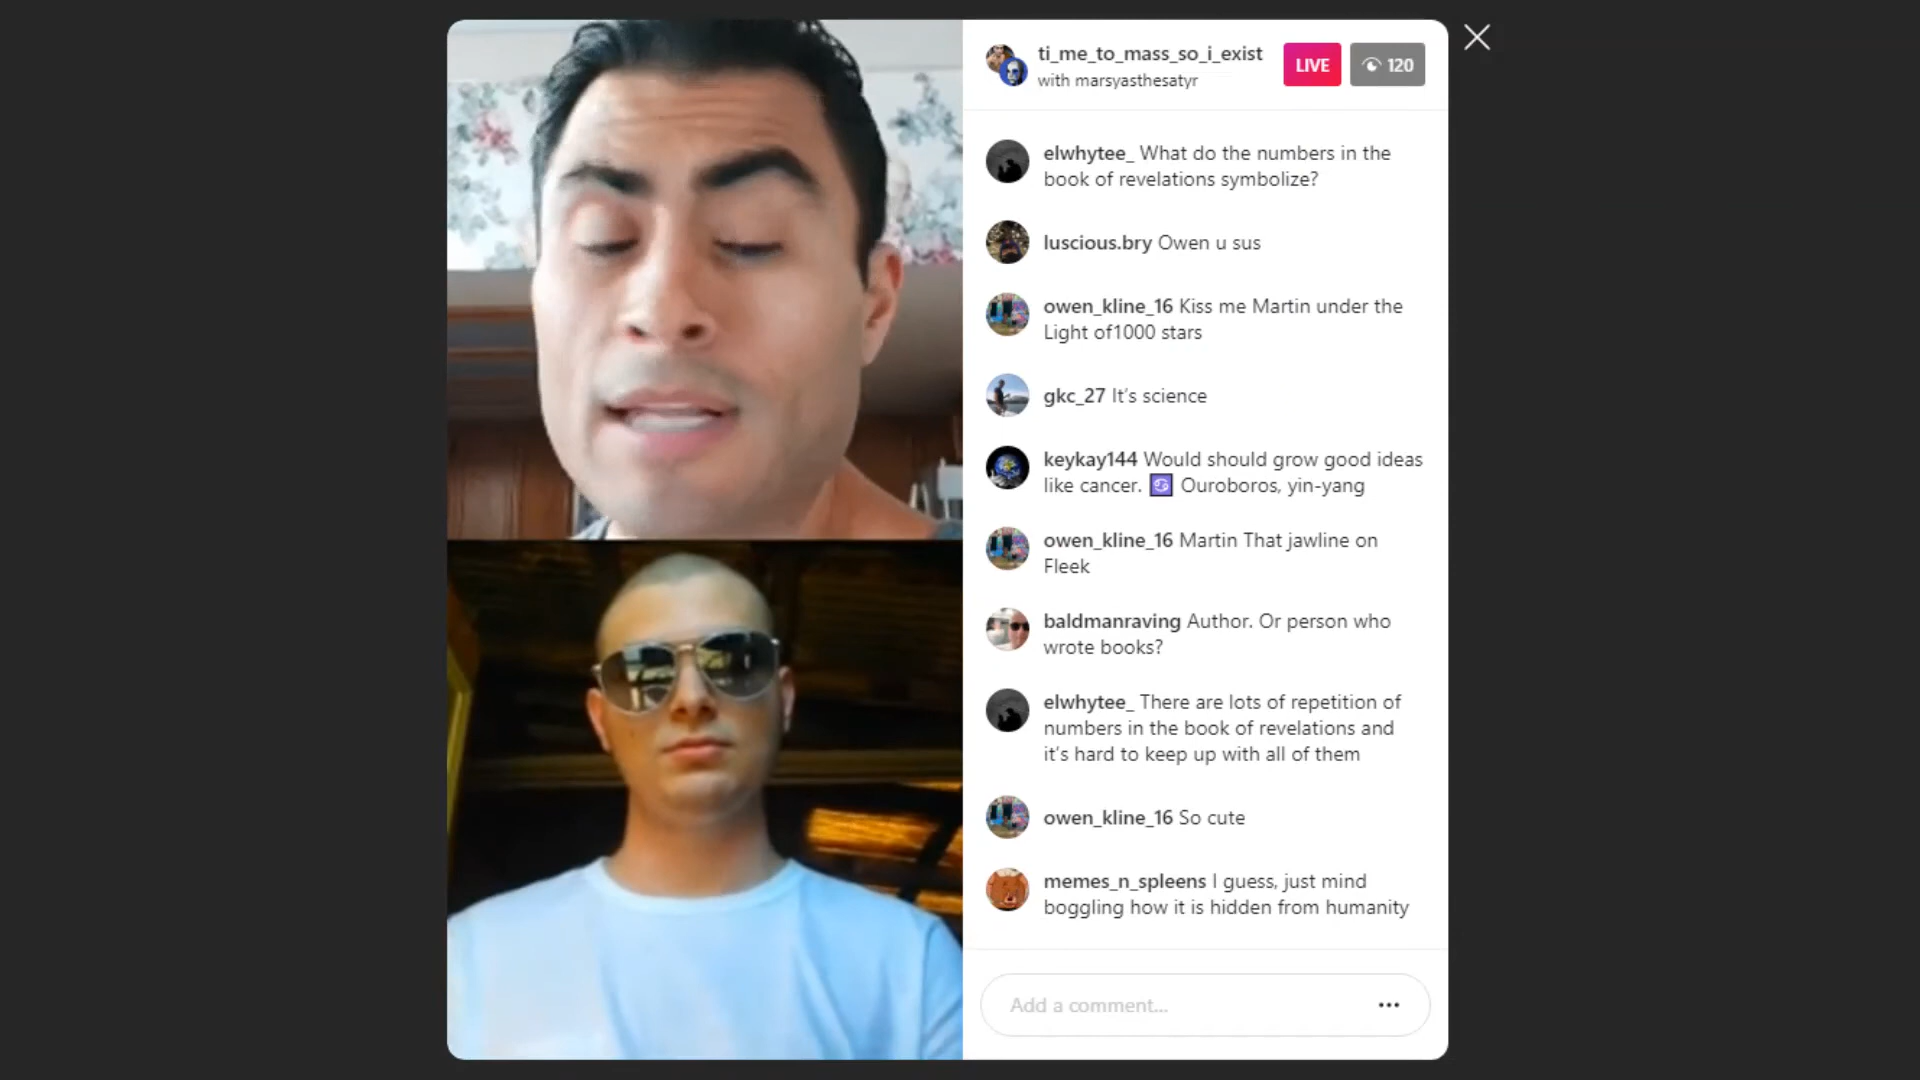 ti_me_to_mass_so_i_exist
with marsyasthesatyr
LIVE
120
elwhytee_ What do the numbers in the
book of revelations symbolize?
luscious.bry Owen u sus
owen_kline_16 Kiss me Martin under the
Light of1000 stars
gkc_27 It's science
keykay144 Would should grow good ideas
like cancer. ♋ Ouroboros, yin-yang
owen_kline_16 Martin That jawline on
Fleek
baldmanraving Author. Or person who
wrote books?
elwhytee_ There are lots of repetition of
numbers in the book of revelations and
it's hard to keep up with all of them
owen_kline_16 So cute
memes_n_spleens I guess, just mind
boggling how it is hidden from humanity
Add a comment...